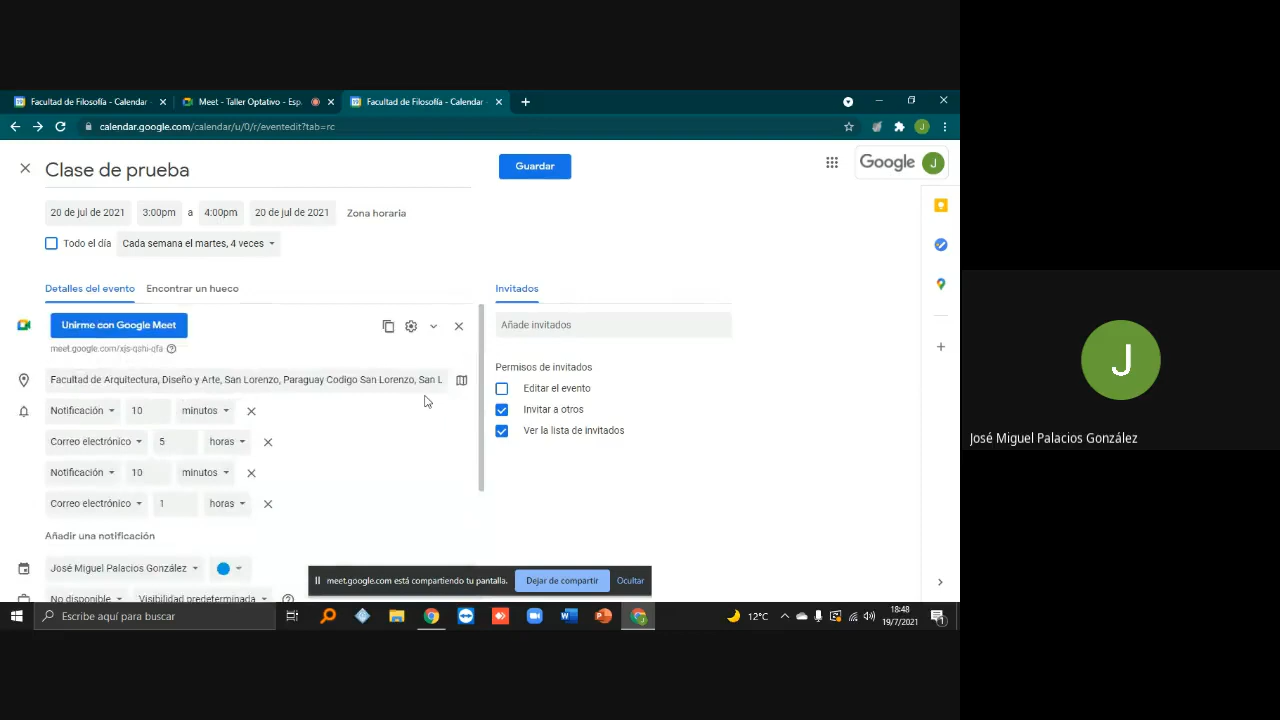 Facultad de Filosofía - Calendar
Meet - Taller Optativo - Esp
Facultad de Filosofía - Calendar
calendar.google.com/calendar/u/0/r/eventedit?tab=rc
J
Clase de prueba
Guardar
Google
J
20 de jul de 2021 3:00pm a 4:00pm 20 de jul de 2021 Zona horaria
Todo el día Cada semana el martes, 4 veces
Detalles del evento Encontrar un hueco
Invitados
Unirme con Google Meet
Añade invitados
meet.google.com/xjs-qshi-qfa
Permisos de invitados
Facultad de Arquitectura, Diseño y Arte, San Lorenzo, Paraguay Codigo San Lorenzo, San L
Editar el evento
Notificación 10 minutos
Invitar a otros
Ver la lista de invitados
Correo electrónico 5 horas
Notificación 10 minutos
Correo electrónico 1 horas
Añadir una notificación
José Miguel Palacios González
No disponible Visibilidad predeterminada
meet.google.com está compartiendo tu pantalla. Dejar de compartir Ocultar
Escribe aquí para buscar
12°C
18:48
19/7/2021
1
J
José Miguel Palacios González